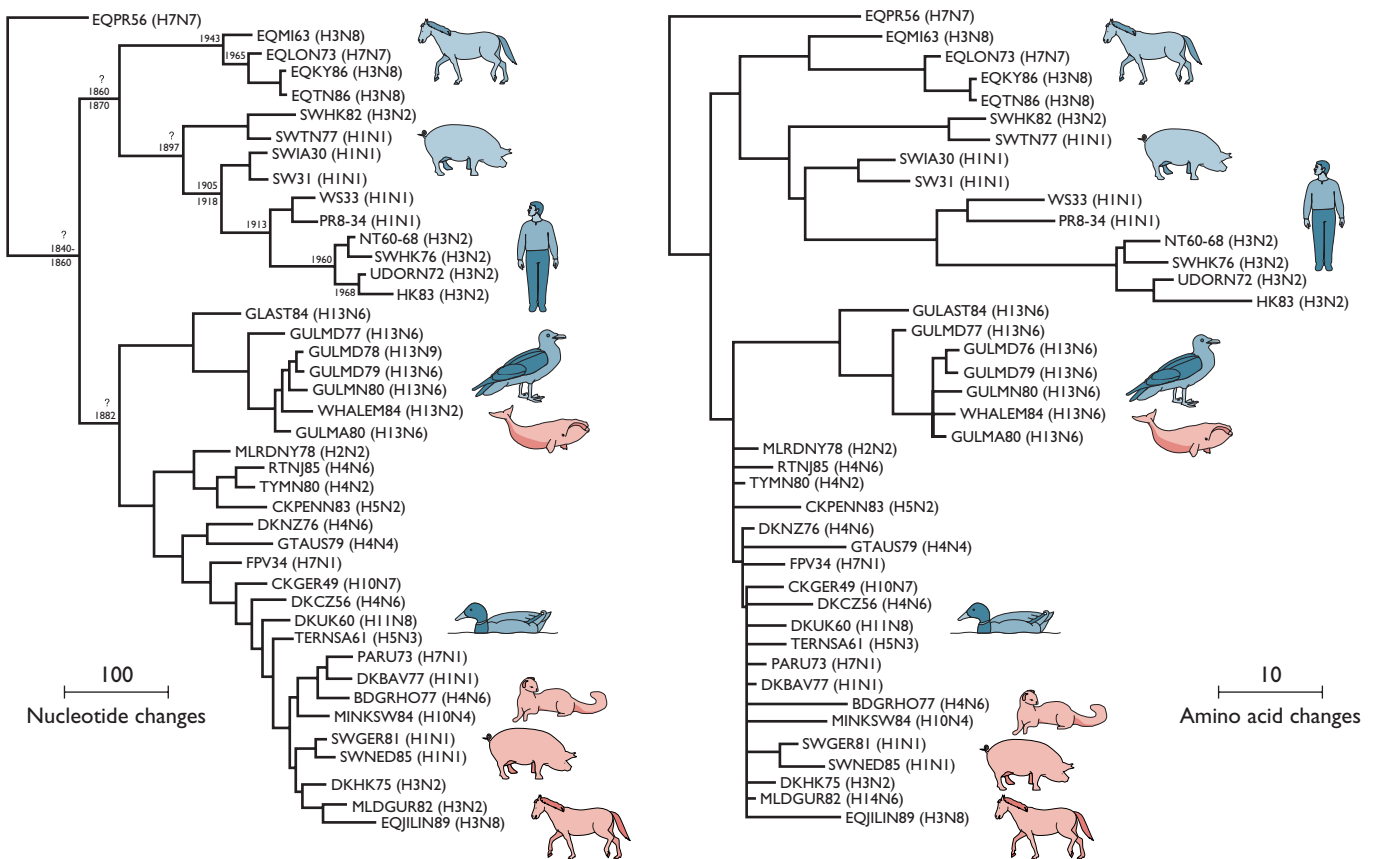 EQPR56 (H7N7)
1943
EQMI63 (H3N8)
1965
EQLON73 (H7N7)
EQKY86 (H3N8)
EQTN86 (H3N8)
?
1860
1870
SWHK82 (H3N2)
?
1897
SWTN77 (H1N1)
SWIA30 (H1N1)
SW31 (H1N1)
1905
1918
WS33 (H1N1)
1913
PR8-34 (H1N1)
NT60-68 (H3N2)
SWHK76 (H3N2)
1960
UDORN72 (H3N2)
1968
HK83 (H3N2)
?
1840-
1860
GLAST84 (H13N6)
GULMD77 (H13N6)
GULMD78 (H13N9)
GULMD79 (H13N6)
GULMN80 (H13N6)
WHALEM84 (H13N2)
GULMA80 (H13N6)
?
1882
MLRDNY78 (H2N2)
RTNJ85 (H4N6)
TYMN80 (H4N2)
CKPENN83 (H5N2)
DKNZ76 (H4N6)
GTAUS79 (H4N4)
FPV34 (H7N1)
CKGER49 (H10N7)
DKCZ56 (H4N6)
DKUK60 (H11N8)
TERNSA61 (H5N3)
PARU73 (H7N1)
DKBAV77 (H1N1)
BDGRHO77 (H4N6)
MINKSW84 (H10N4)
SWGER81 (H1N1)
SWNED85 (H1N1)
DKHK75 (H3N2)
MLDGUR82 (H3N2)
EQJILIN89 (H3N8)
100
Nucleotide changes
EQPR56 (H7N7)
EQMI63 (H3N8)
EQLON73 (H7N7)
EQKY86 (H3N8)
EQTN86 (H3N8)
SWHK82 (H3N2)
SWTN77 (H1N1)
SWIA30 (H1N1)
SW31 (H1N1)
WS33 (H1N1)
PR8-34 (H1N1)
NT60-68 (H3N2)
SWHK76 (H3N2)
UDORN72 (H3N2)
HK83 (H3N2)
GULAST84 (H13N6)
GULMD77 (H13N6)
GULMD76 (H13N6)
GULMD79 (H13N6)
GULMN80 (H13N6)
WHALEM84 (H13N6)
GULMA80 (H13N6)
MLRDNY78 (H2N2)
RTNJ85 (H4N6)
TYMN80 (H4N2)
CKPENN83 (H5N2)
DKNZ76 (H4N6)
GTAUS79 (H4N4)
FPV34 (H7N1)
CKGER49 (H10N7)
DKCZ56 (H4N6)
DKUK60 (H11N8)
TERNSA61 (H5N3)
PARU73 (H7N1)
DKBAV77 (H1N1)
BDGRHO77 (H4N6)
MINKSW84 (H10N4)
SWGER81 (H1N1)
SWNED85 (H1N1)
DKHK75 (H3N2)
MLDGUR82 (H14N6)
EQJILIN89 (H3N8)
10
Amino acid changes